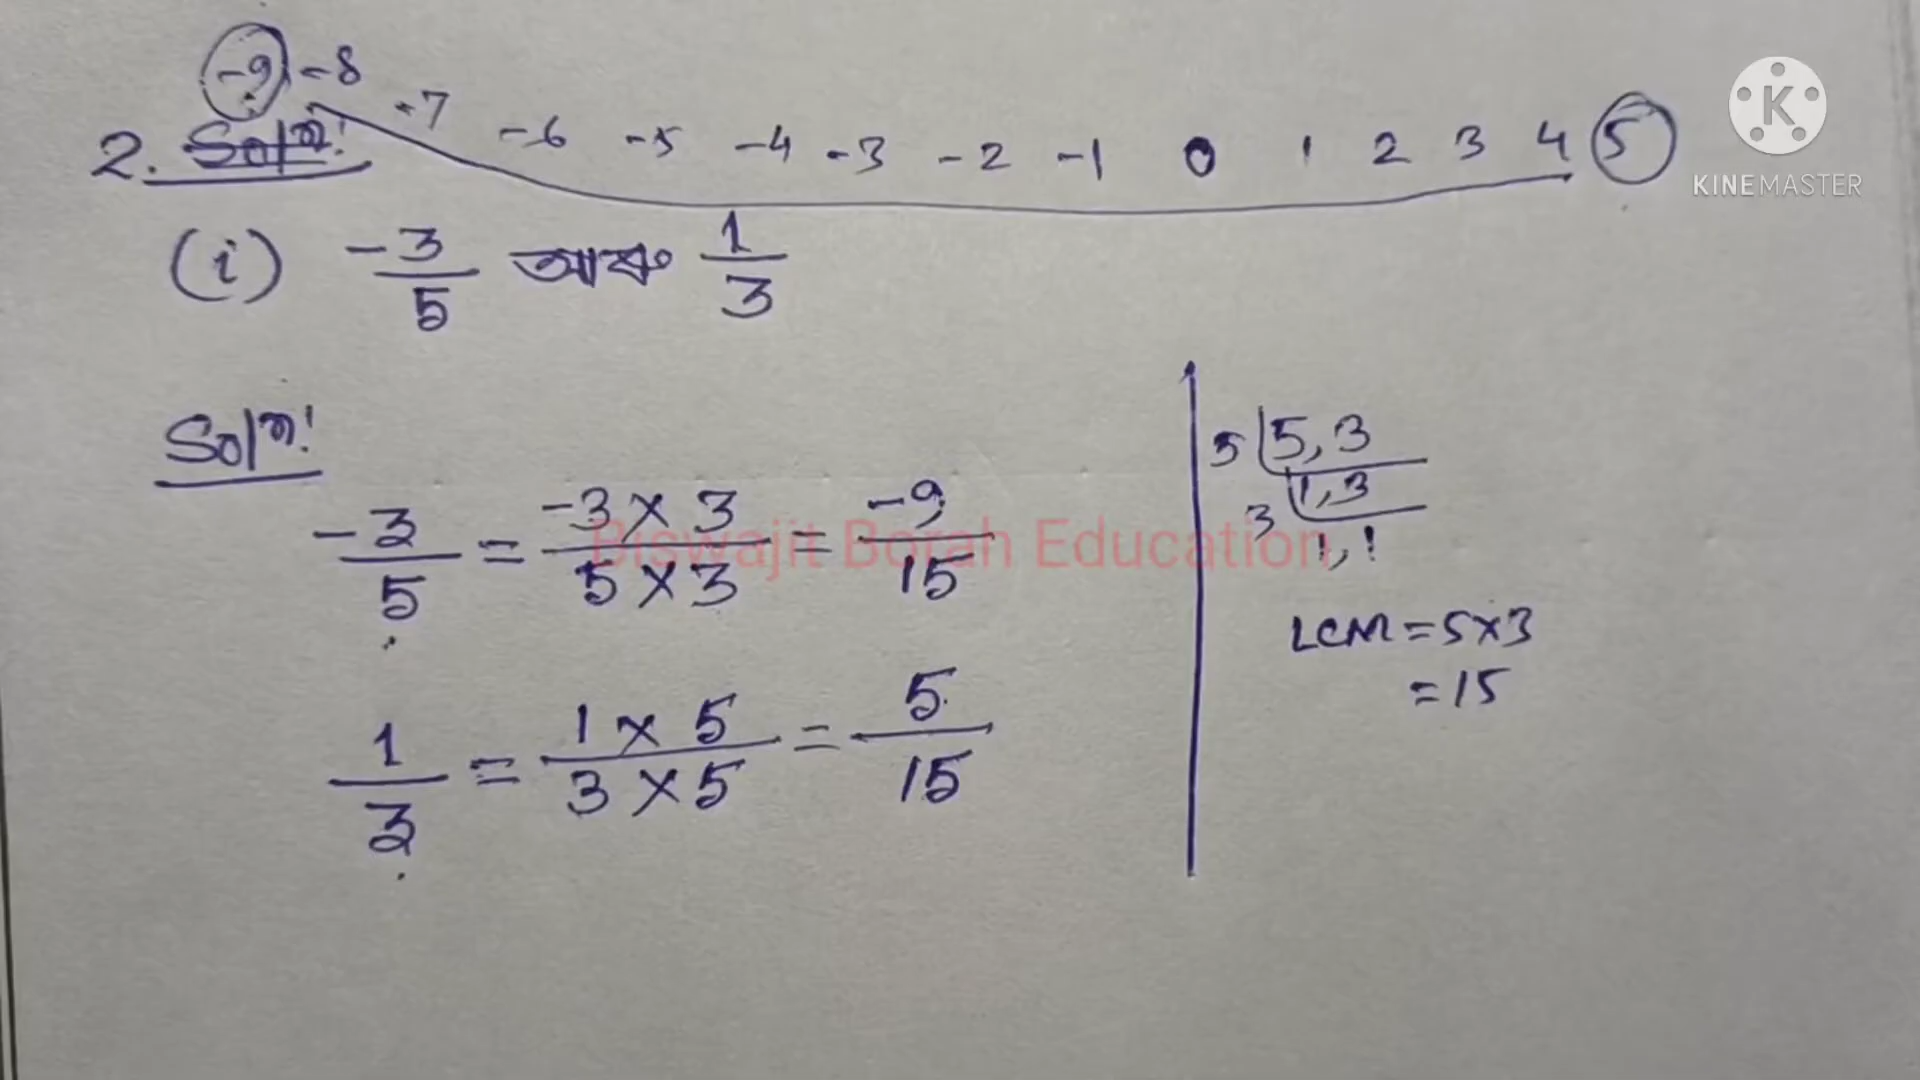 -9 -8 -7 -6 -5 -4 -3 -2 -1 0 1 2 3 4 5
2. Solⁿ!
(i) -3/5 আৰু 1/3
Solⁿ!
-3/5 = -3×3/5×3 = -9/15
1/3 = 1×5/3×5 = 5/15
5 | 5, 3
3 | 1, 3
1, 1
LCM = 5×3
= 15
Biswajit Borah Education
K
KINEMASTER